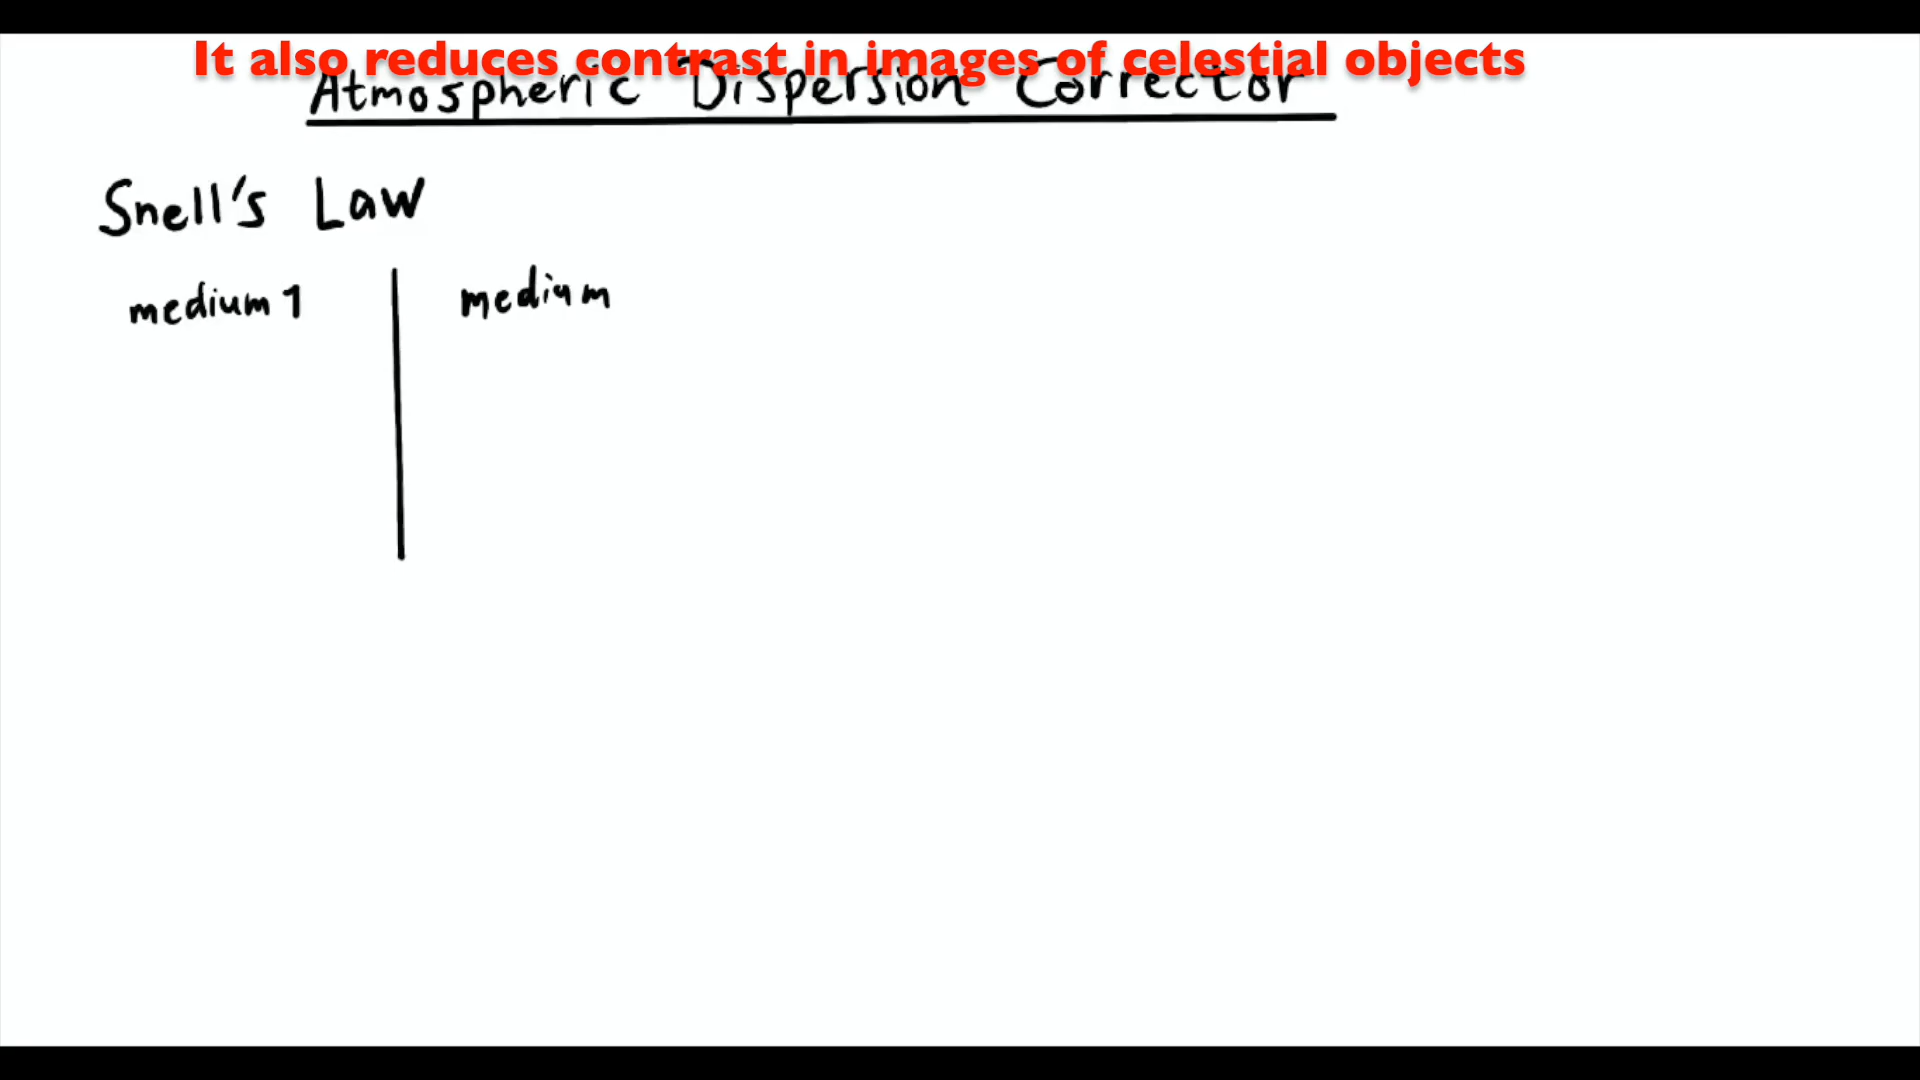 It also reduces contrast in images of celestial objects
Atmospheric Dispersion Corrector
Snell's Law
medium 1
medium